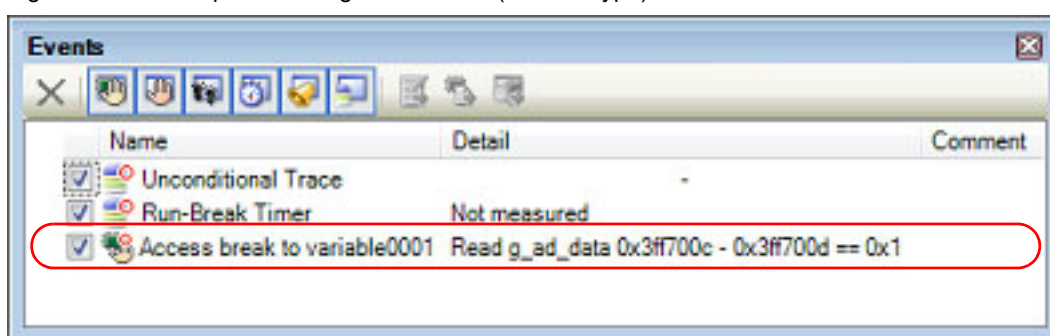 Events
Name Detail Comment
Unconditional Trace -
Run-Break Timer Not measured
Access break to variable0001 Read g_ad_data 0x3ff700c - 0x3ff700d == 0x1